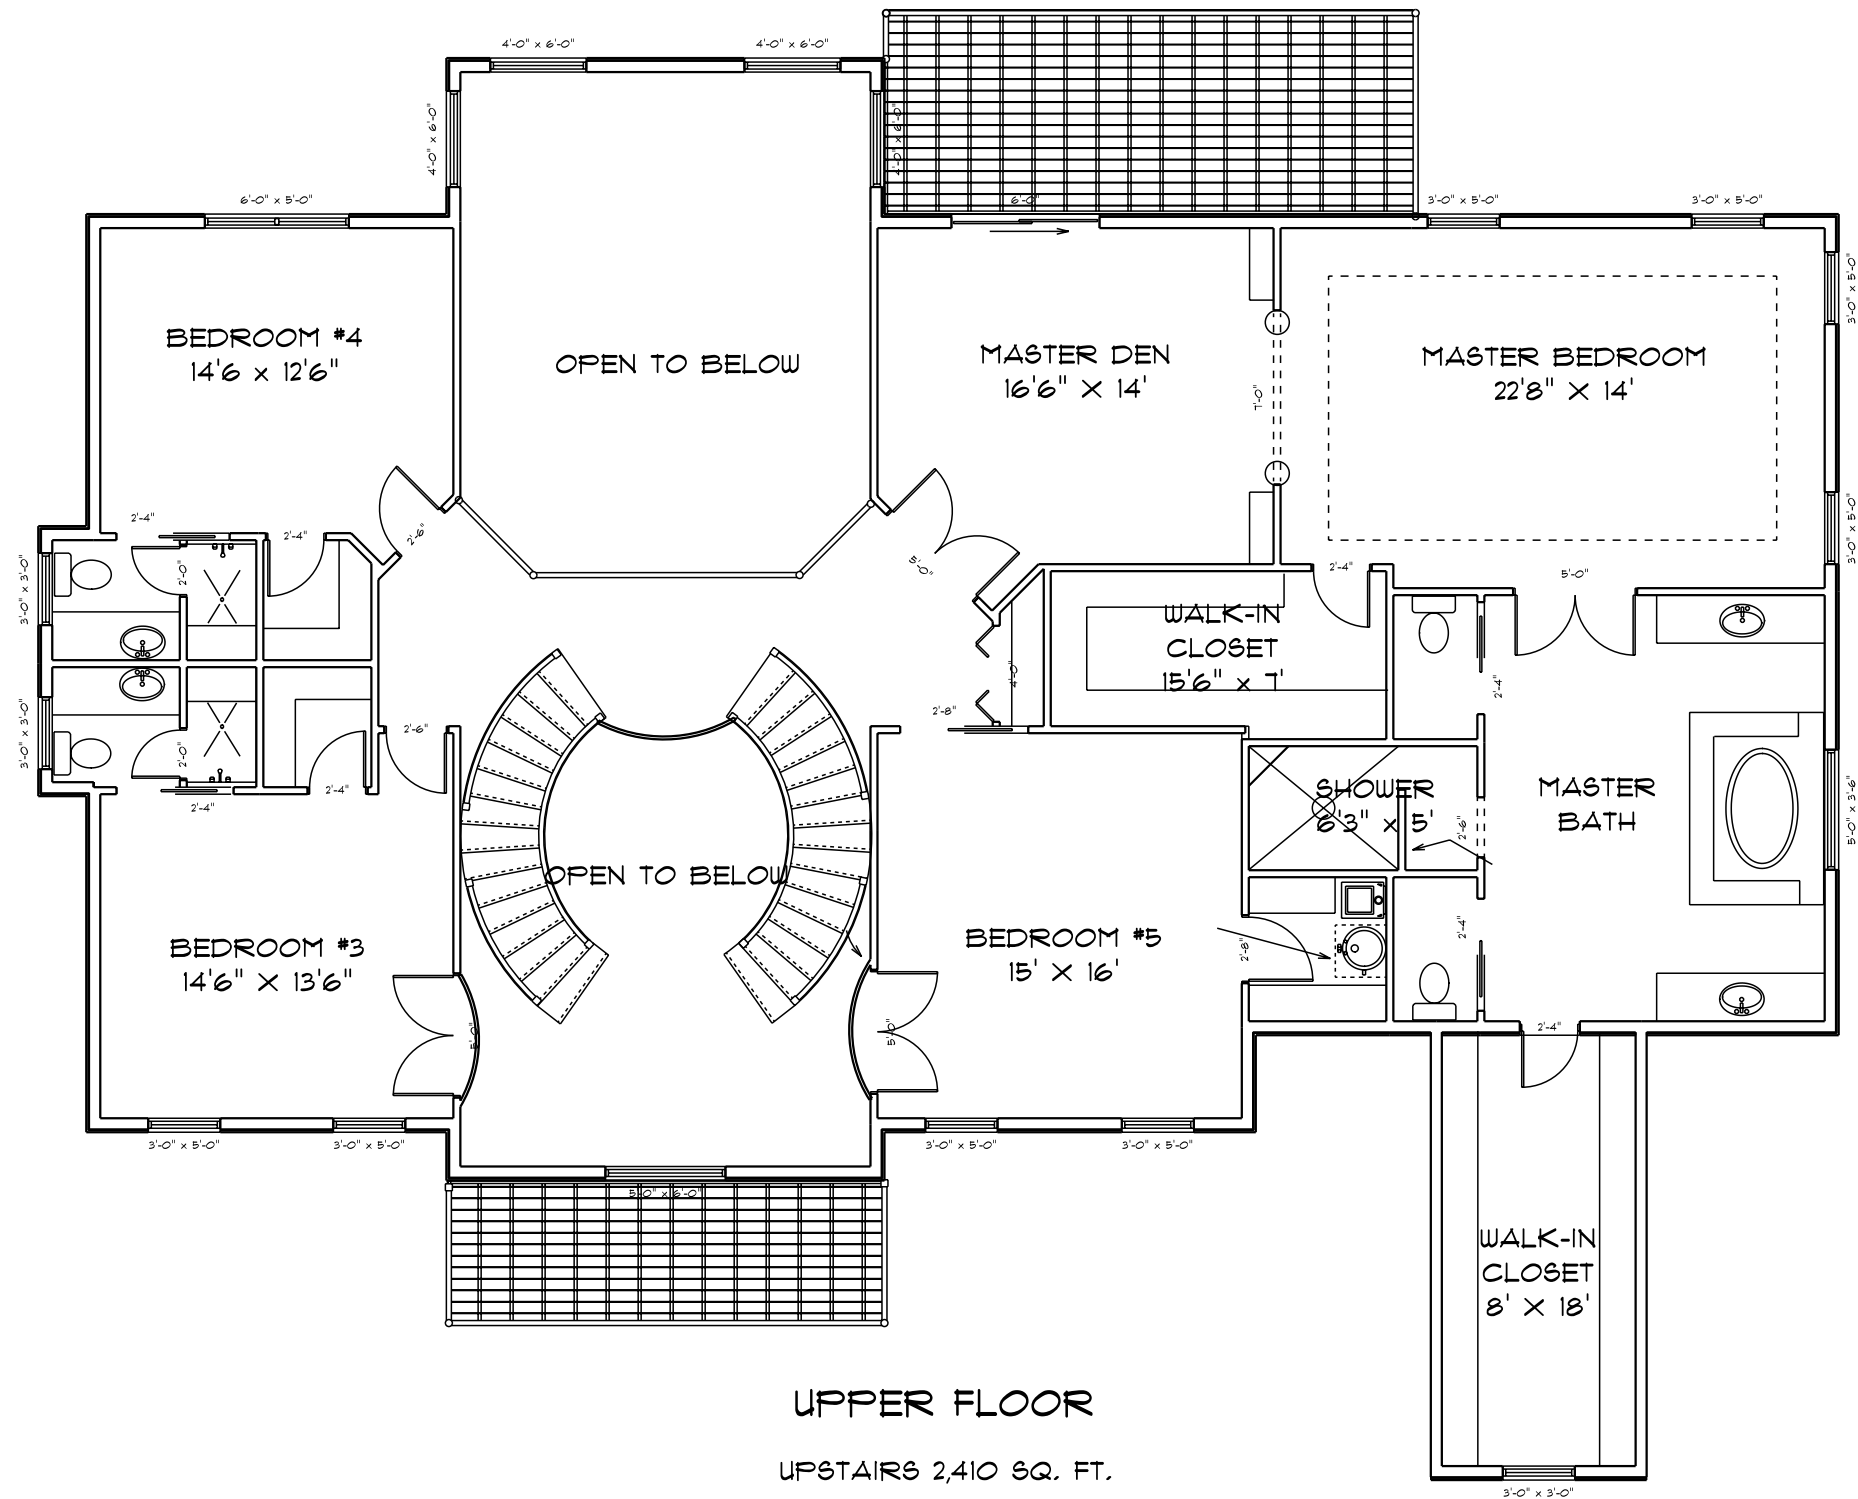 4'-0" x 6'-0"
4'-0" x 6'-0"
4'-0" x 6'-0"
4'-0" x 6'-0"
6'-0" x 5'-0"
6'-0"
3'-0" x 5'-0"
3'-0" x 5'-0"
3'-0" x 5'-0"
BEDROOM #4
14'6 x 12'6"
OPEN TO BELOW
MASTER DEN
16'6" X 14'
7'-0"
MASTER BEDROOM
22'8" X 14'
3'-0" x 5'-0"
2'-4"
2'-4"
2'-6"
5'-0"
2'-4"
5'-0"
3'-0" x 3'-0"
2'-0"
WALK-IN
CLOSET
15'6" x 7'
4'-0"
2'-4"
3'-0" x 3'-0"
2'-0"
2'-6"
2'-8"
2'-4"
2'-4"
SHOWER
6'3" x 5'
2'-6"
MASTER
BATH
5'-0" x 3'-6"
OPEN TO BELOW
BEDROOM #3
14'6" X 13'6"
BEDROOM #5
15' X 16'
2'-8"
2'-4"
5'-0"
5'-0"
2'-4"
3'-0" x 5'-0"
3'-0" x 5'-0"
3'-0" x 5'-0"
3'-0" x 5'-0"
5'-0" x 6'-0"
WALK-IN
CLOSET
8' X 18'
UPPER FLOOR
UPSTAIRS 2,410 SQ. FT.
3'-0" x 3'-0"